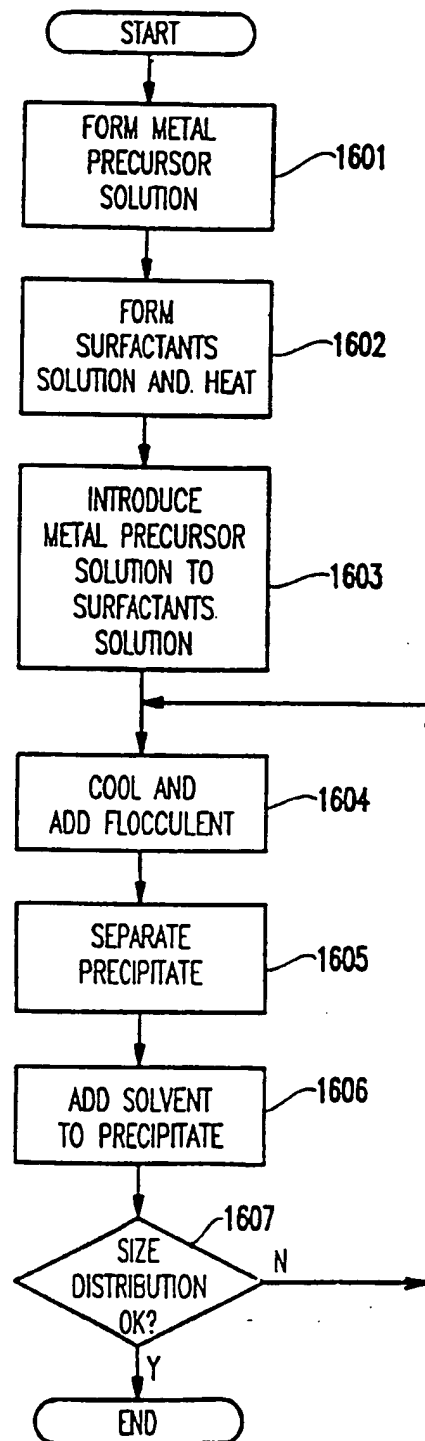 START
FORM METAL
PRECURSOR
SOLUTION
1601
FORM
SURFACTANTS
SOLUTION AND. HEAT
1602
INTRODUCE
METAL PRECURSOR
SOLUTION TO
SURFACTANTS.
SOLUTION
1603
COOL AND
ADD FLOCCULENT
1604
SEPARATE
PRECIPITATE
1605
ADD SOLVENT
TO PRECIPITATE
1606
1607
SIZE
DISTRIBUTION
OK?
N
Y
END